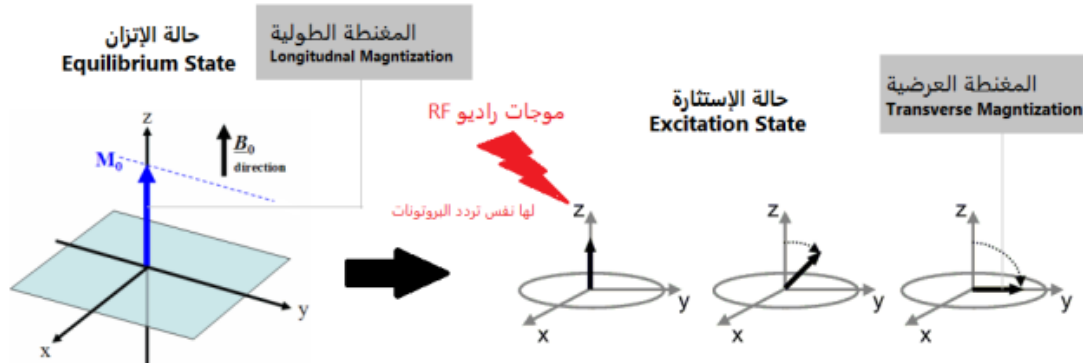 حالة الإتزان
Equilibrium State
المغنطة الطولية
Longitudnal Magntization
z
M₀
B₀
direction
y
x
موجات راديو RF
لها نفس تردد البروتونات
حالة الإستثارة
Excitation State
المغنطة العرضية
Transverse Magntization
z
y
x
z
y
x
z
y
x